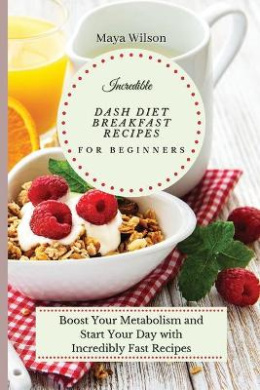 Maya Wilson
Incredible
DASH DIET
BREAKFAST
RECIPES
FOR BEGINNERS
Boost Your Metabolism and
Start Your Day with
Incredibly Fast Recipes